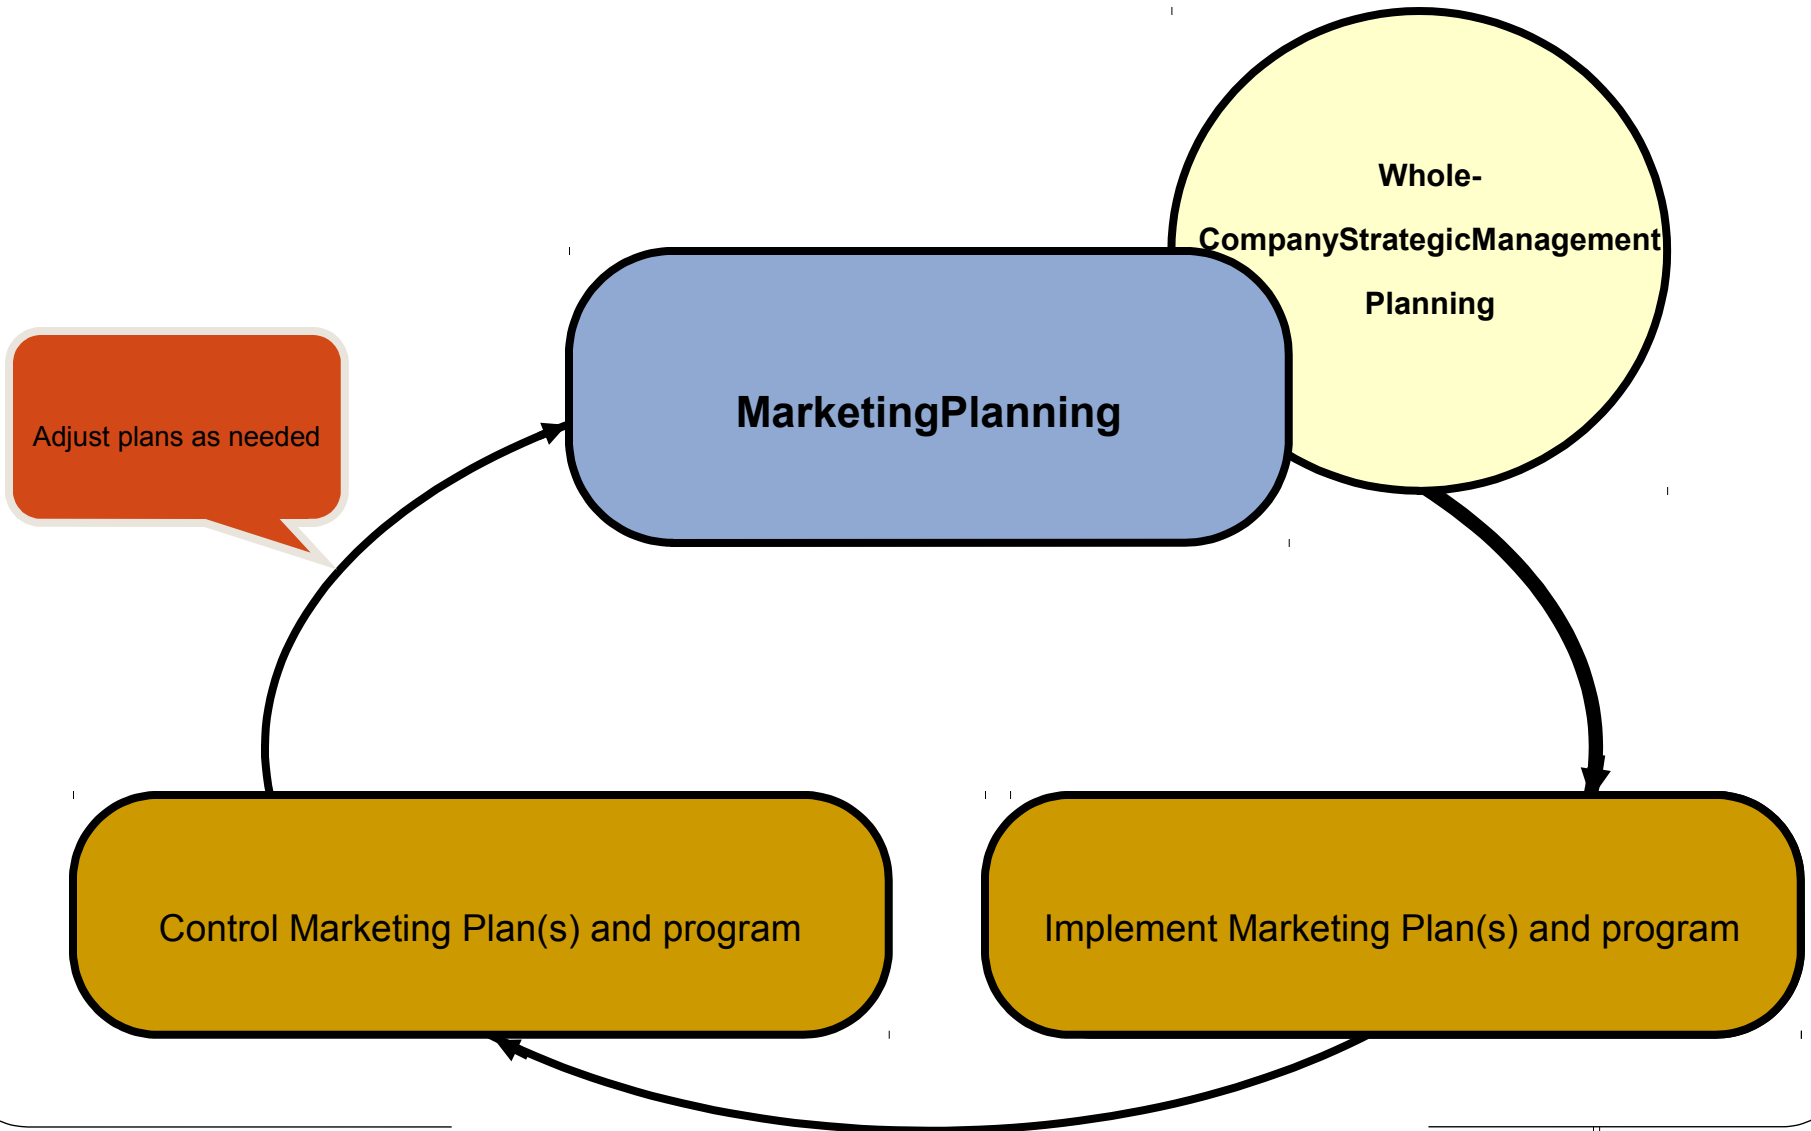 Whole-
CompanyStrategicManagement
Planning
MarketingPlanning
Adjust plans as needed
Control Marketing Plan(s) and program
Implement Marketing Plan(s) and program